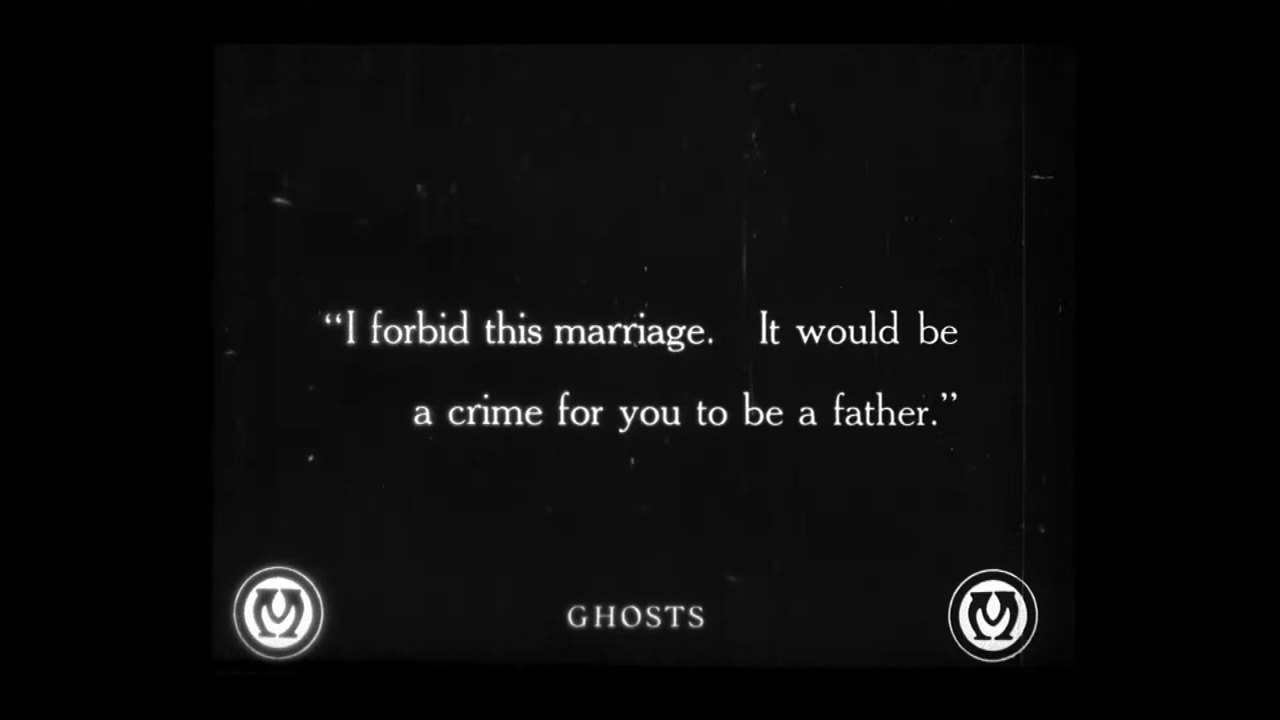 “I forbid this marriage. It would be
a crime for you to be a father.”
GHOSTS